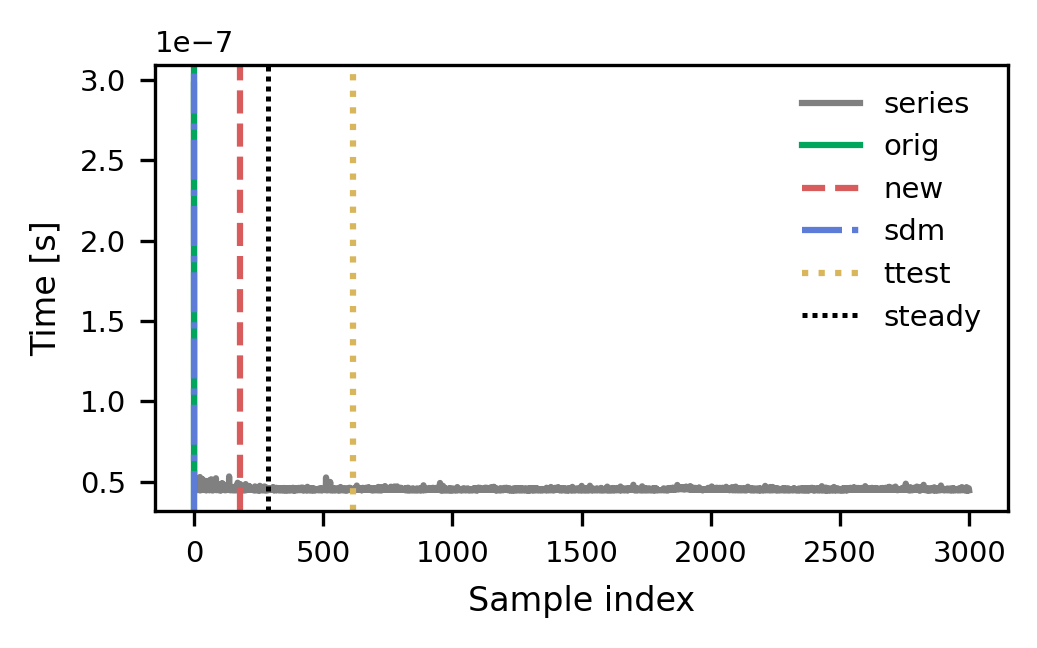 1e−7
3.0
2.5
2.0
1.5
1.0
0.5
Time [s]
series
orig
new
sdm
ttest
steady
0 500 1000 1500 2000 2500 3000
Sample index